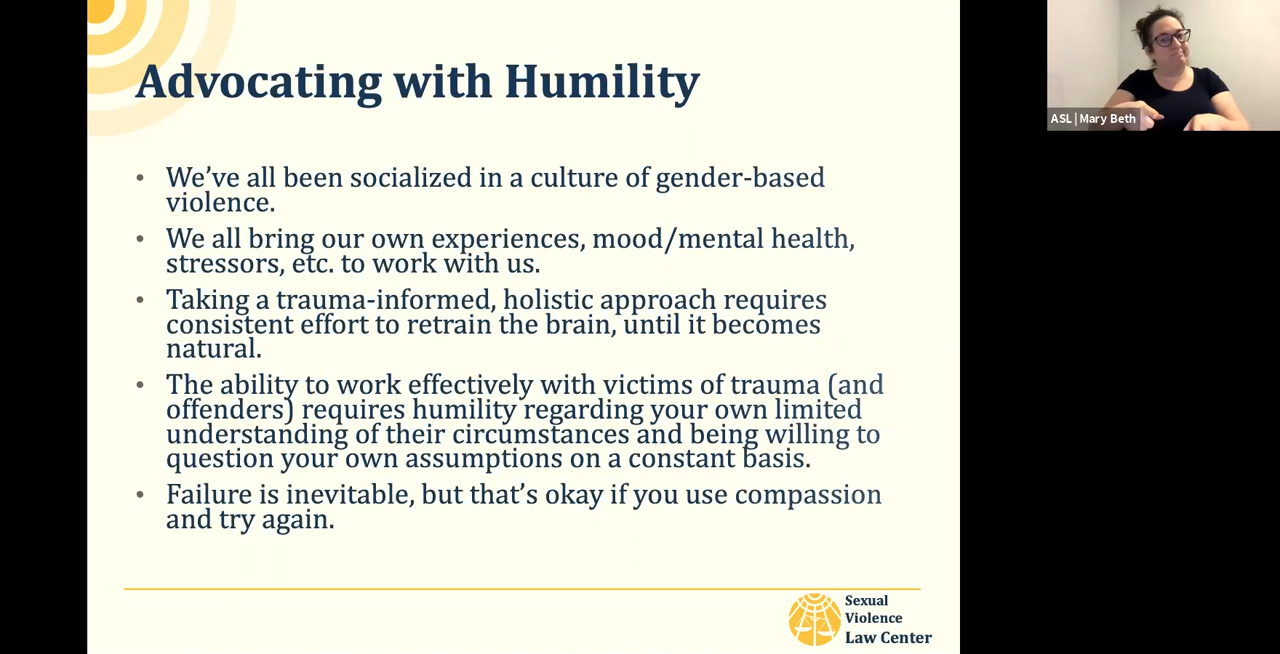 Advocating with Humility
• We’ve all been socialized in a culture of gender-based
violence.
• We all bring our own experiences, mood/mental health,
stressors, etc. to work with us.
• Taking a trauma-informed, holistic approach requires
consistent effort to retrain the brain, until it becomes
natural.
• The ability to work effectively with victims of trauma (and
offenders) requires humility regarding your own limited
understanding of their circumstances and being willing to
question your own assumptions on a constant basis.
• Failure is inevitable, but that’s okay if you use compassion
and try again.
Sexual
Violence
Law Center
ASL | Mary Beth